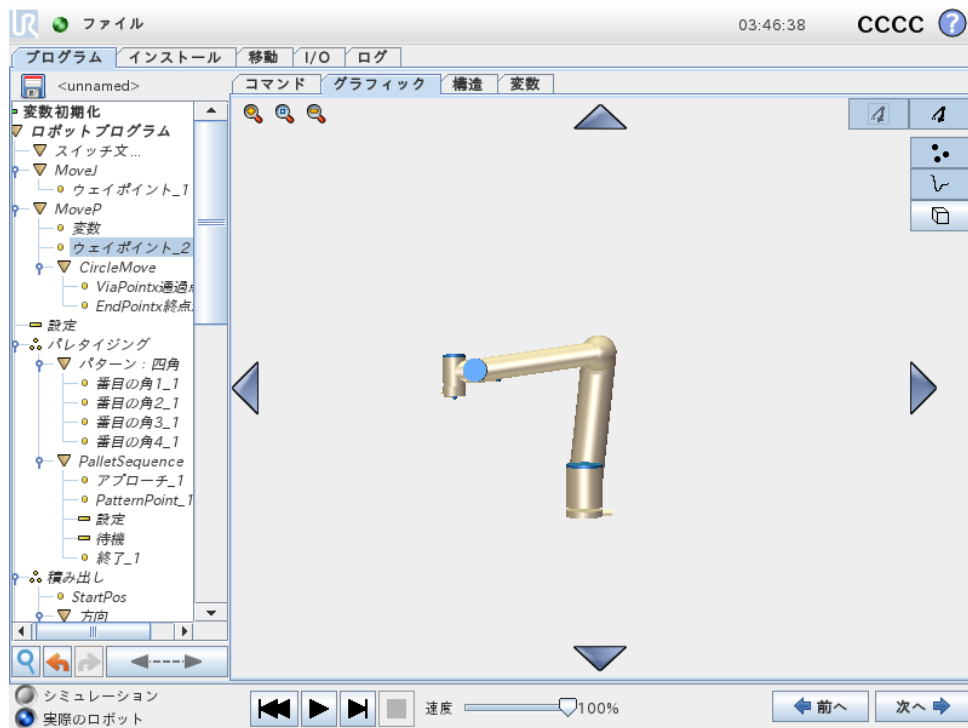 UR ファイル 03:46:38 CCCC ?
プログラム インストール 移動 I/O ログ
<unnamed>
コマンド グラフィック 構造 変数
変数初期化
ロボットプログラム
スイッチ文...
MoveJ
ウェイポイント_1
MoveP
変数
ウェイポイント_2
CircleMove
ViaPointx通過
EndPointx終点
設定
パレタイジング
パターン : 四角
番目の角1_1
番目の角2_1
番目の角3_1
番目の角4_1
PalletSequence
アプローチ_1
PatternPoint_1
設定
待機
終了_1
積み出し
StartPos
方向
シミュレーション
実際のロボット
速度 100%
前へ 次へ